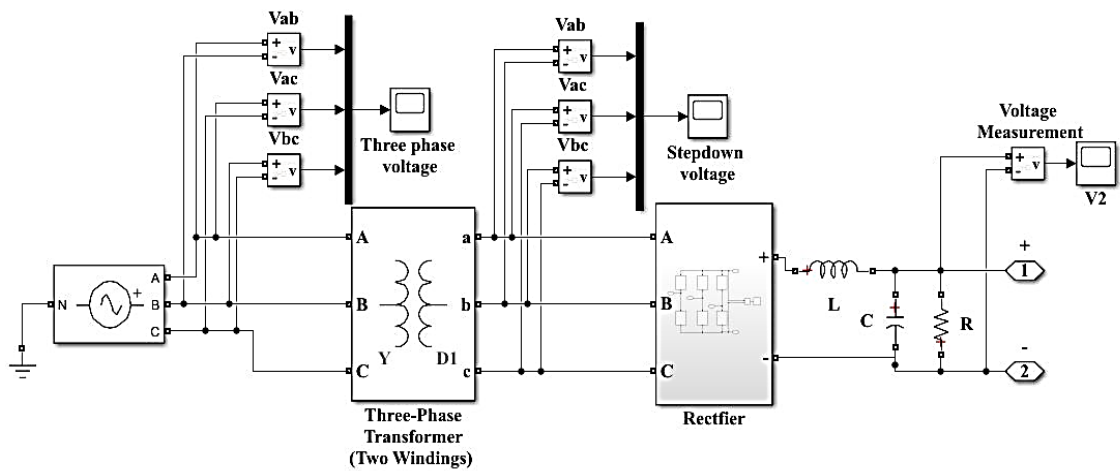 Vab
+
-
v
Vac
+
-
v
Vbc
+
-
v
Three phase
voltage
Vab
+
-
v
Vac
+
-
v
Vbc
+
-
v
Stepdown
voltage
Voltage
Measurement
+
-
v
V2
N
+
A
B
C
A
B
C
Y
D1
a
b
c
Three-Phase
Transformer
(Two Windings)
A
B
C
+
-
Rectfier
+
L
+
C
+
R
+
1
-
2